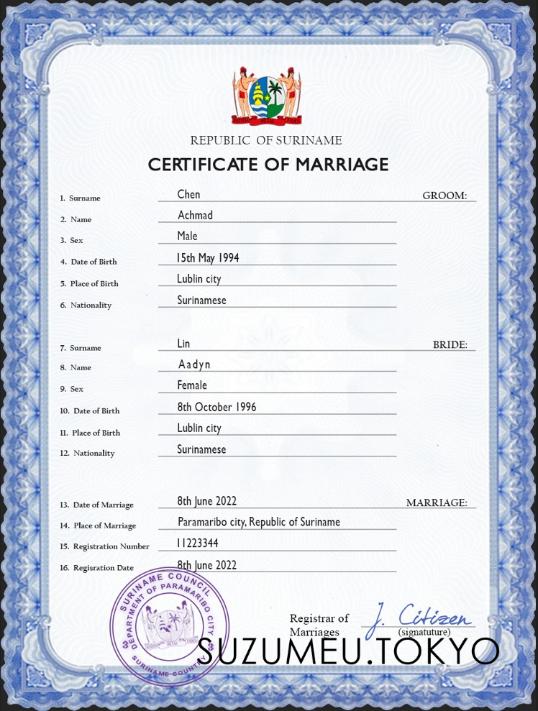 REPUBLIC OF SURINAME
CERTIFICATE OF MARRIAGE
GROOM:
1. Surname Chen
2. Name Achmad
3. Sex Male
4. Date of Birth 15th May 1994
5. Place of Birth Lublin city
6. Nationality Surinamese
BRIDE:
7. Surname Lin
8. Name Aadyn
9. Sex Female
10. Date of Birth 8th October 1996
11. Place of Birth Lublin city
12. Nationality Surinamese
MARRIAGE:
13. Date of Marriage 8th June 2022
14. Place of Marriage Paramaribo city, Republic of Suriname
15. Registration Number 11223344
16. Regisration Date 8th June 2022
SURINAME COUNCIL
DEPARTMENT OF PARAMARIBO CITY
SURINAME COUNTY
Registrar of
Marriages
J. Citizen
(signatuture)
SUZUMEU.TOKYO